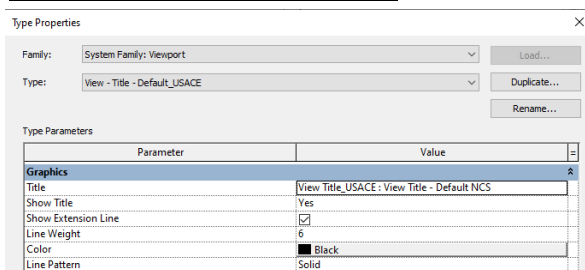 Type Properties
Family: System Family: Viewport Load...
Type: View - Title - Default_USACE Duplicate...
Rename...
Type Parameters
Parameter Value =
Graphics
Title View Title_USACE : View Title - Default NCS
Show Title Yes
Show Extension Line
Line Weight 6
Color Black
Line Pattern Solid